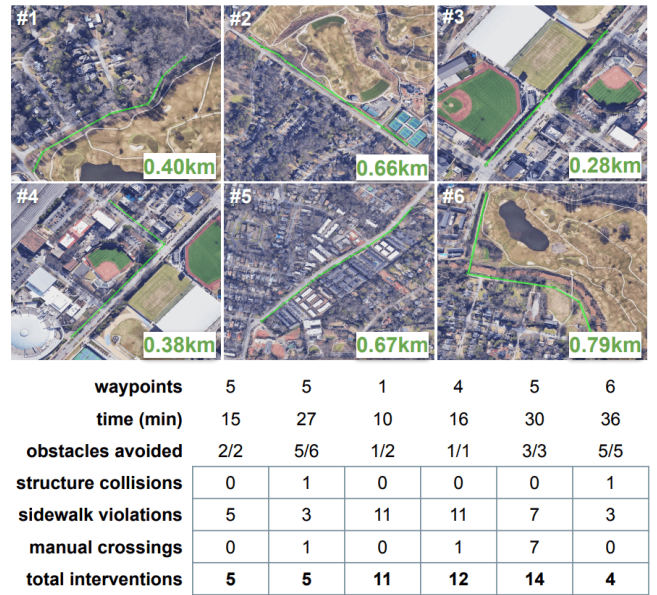 #1 #2 #3
0.40km 0.66km 0.28km
#4 #5 #6
0.38km 0.67km 0.79km
waypoints 5 5 1 4 5 6
time (min) 15 27 10 16 30 36
obstacles avoided 2/2 5/6 1/2 1/1 3/3 5/5
structure collisions 0 1 0 0 0 1
sidewalk violations 5 3 11 11 7 3
manual crossings 0 1 0 1 7 0
total interventions 5 5 11 12 14 4